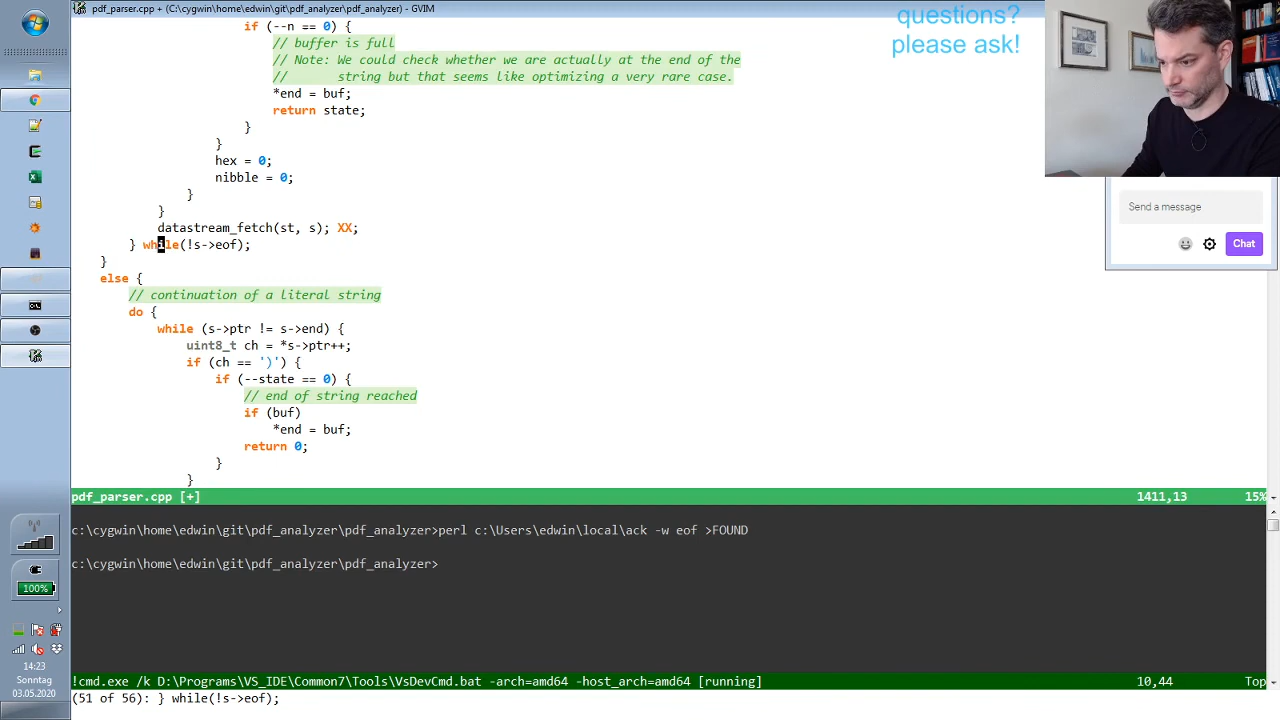 pdf_parser.cpp + (C:\cygwin\home\edwin\git\pdf_analyzer\pdf_analyzer) - GVIM
questions?
please ask!
if (--n == 0) {
// buffer is full
// Note: We could check whether we are actually at the end of the
//       string but that seems like optimizing a very rare case.
*end = buf;
return state;
}
}
hex = 0;
nibble = 0;
}
}
datastream_fetch(st, s); XX;
} while(!s->eof);
}
else {
// continuation of a literal string
do {
while (s->ptr != s->end) {
uint8_t ch = *s->ptr++;
if (ch == ')') {
if (--state == 0) {
// end of string reached
if (buf)
*end = buf;
return 0;
}
}
Send a message
Chat
pdf_parser.cpp [+] 1411,13 15%
c:\cygwin\home\edwin\git\pdf_analyzer\pdf_analyzer>perl c:\Users\edwin\local\ack -w eof >FOUND
c:\cygwin\home\edwin\git\pdf_analyzer\pdf_analyzer>
!cmd.exe /k D:\Programs\VS_IDE\Common7\Tools\VsDevCmd.bat -arch=amd64 -host_arch=amd64 [running] 10,44 Top
(51 of 56): } while(!s->eof);
100%
14:23
Sonntag
03.05.2020